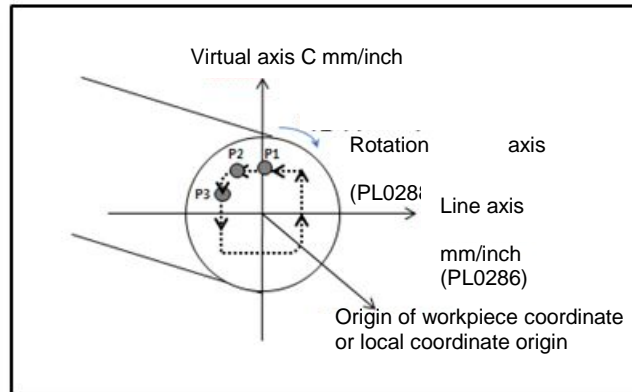 Virtual axis C mm/inch
Rotation axis
(PL028
Line axis
mm/inch
(PL0286)
Origin of workpiece coordinate
or local coordinate origin
P2
P1
P3